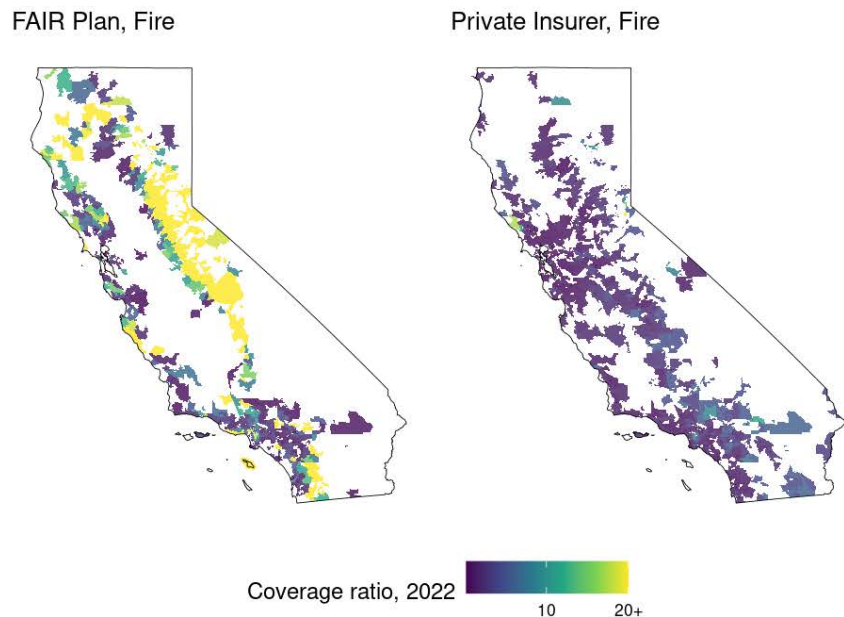 FAIR Plan, Fire
Private Insurer, Fire
Coverage ratio, 2022
10
20+